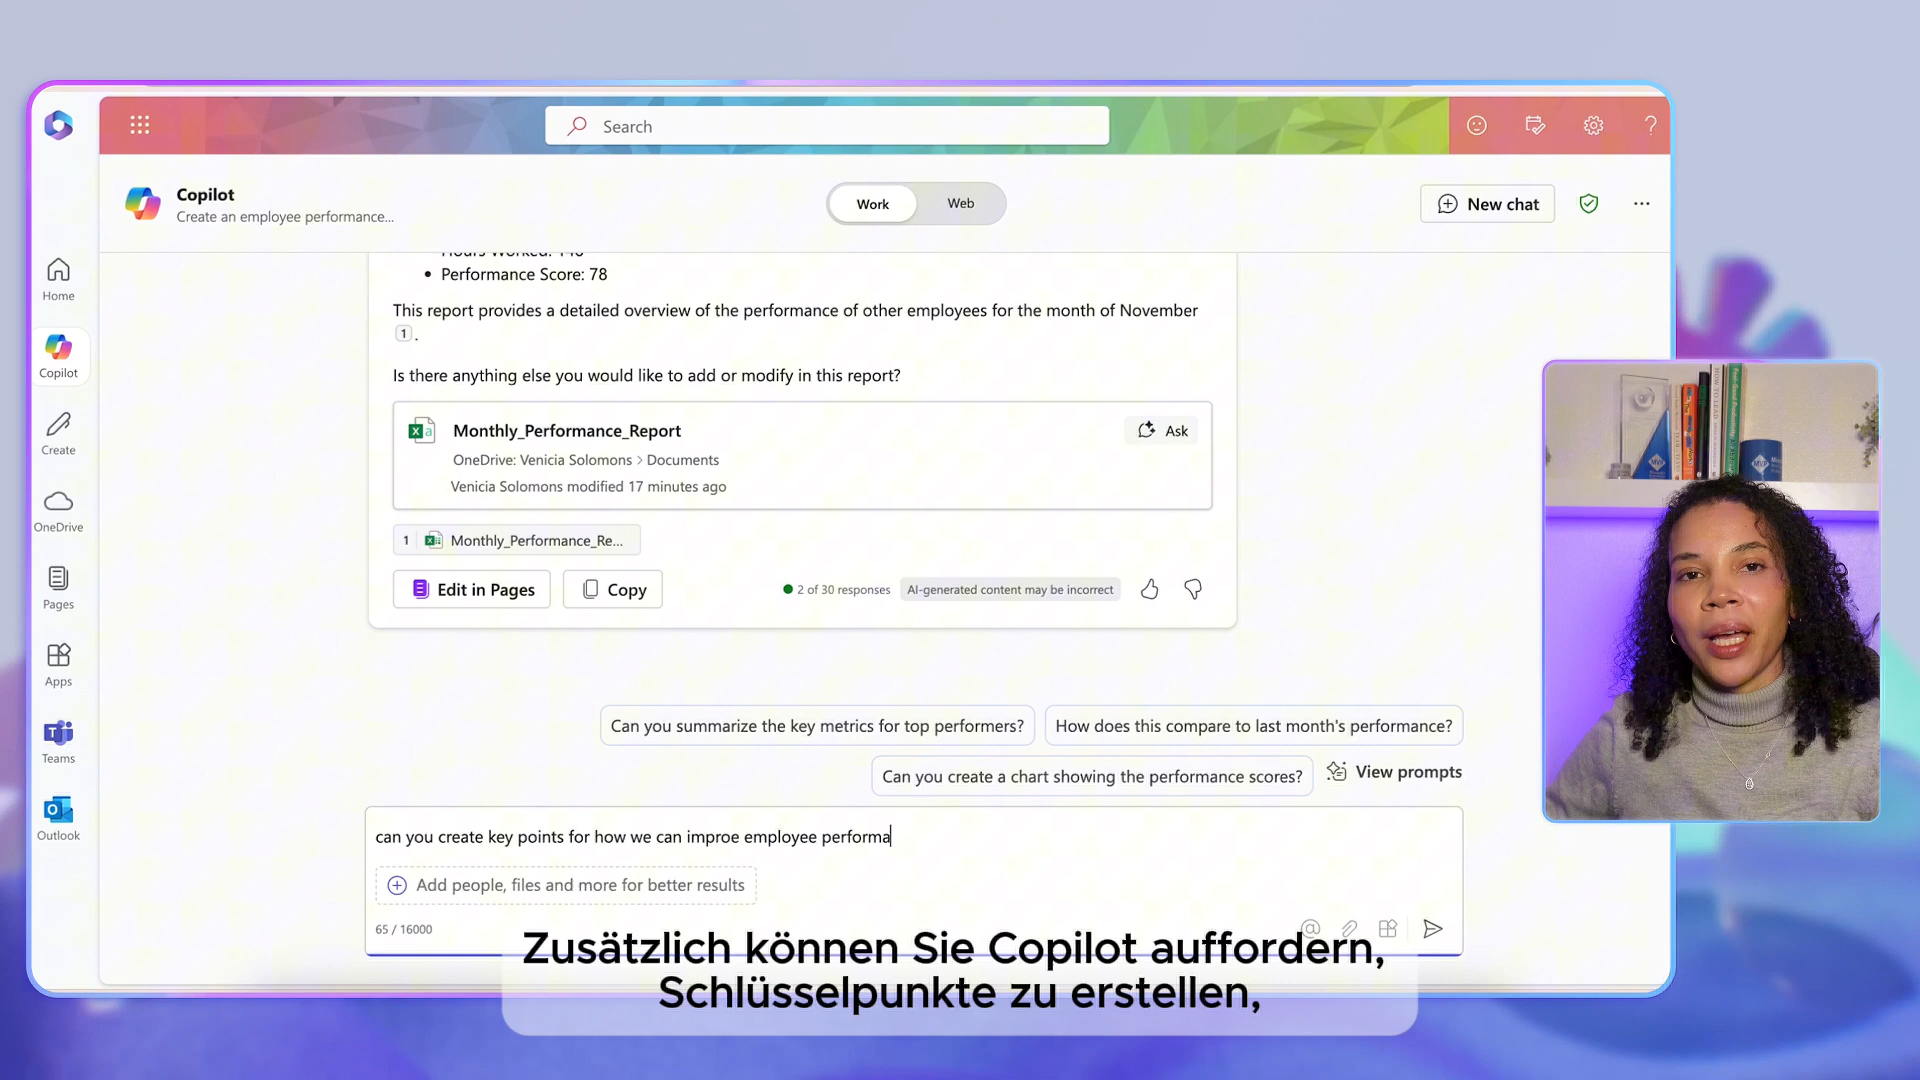 Search
Copilot
Create an employee performance...
Work
Web
New chat
Home
Copilot
Create
OneDrive
Pages
Apps
Teams
Outlook
Performance Score: 78
This report provides a detailed overview of the performance of other employees for the month of November
1 .
Is there anything else you would like to add or modify in this report?
Monthly_Performance_Report
Ask
OneDrive: Venicia Solomons > Documents
Venicia Solomons modified 17 minutes ago
1 Monthly_Performance_Re...
Edit in Pages
Copy
2 of 30 responses
AI-generated content may be incorrect
Can you summarize the key metrics for top performers?
How does this compare to last month's performance?
Can you create a chart showing the performance scores?
View prompts
can you create key points for how we can improe employee performa
Add people, files and more for better results
65 / 16000
Zusätzlich können Sie Copilot auffordern,
Schlüsselpunkte zu erstellen,